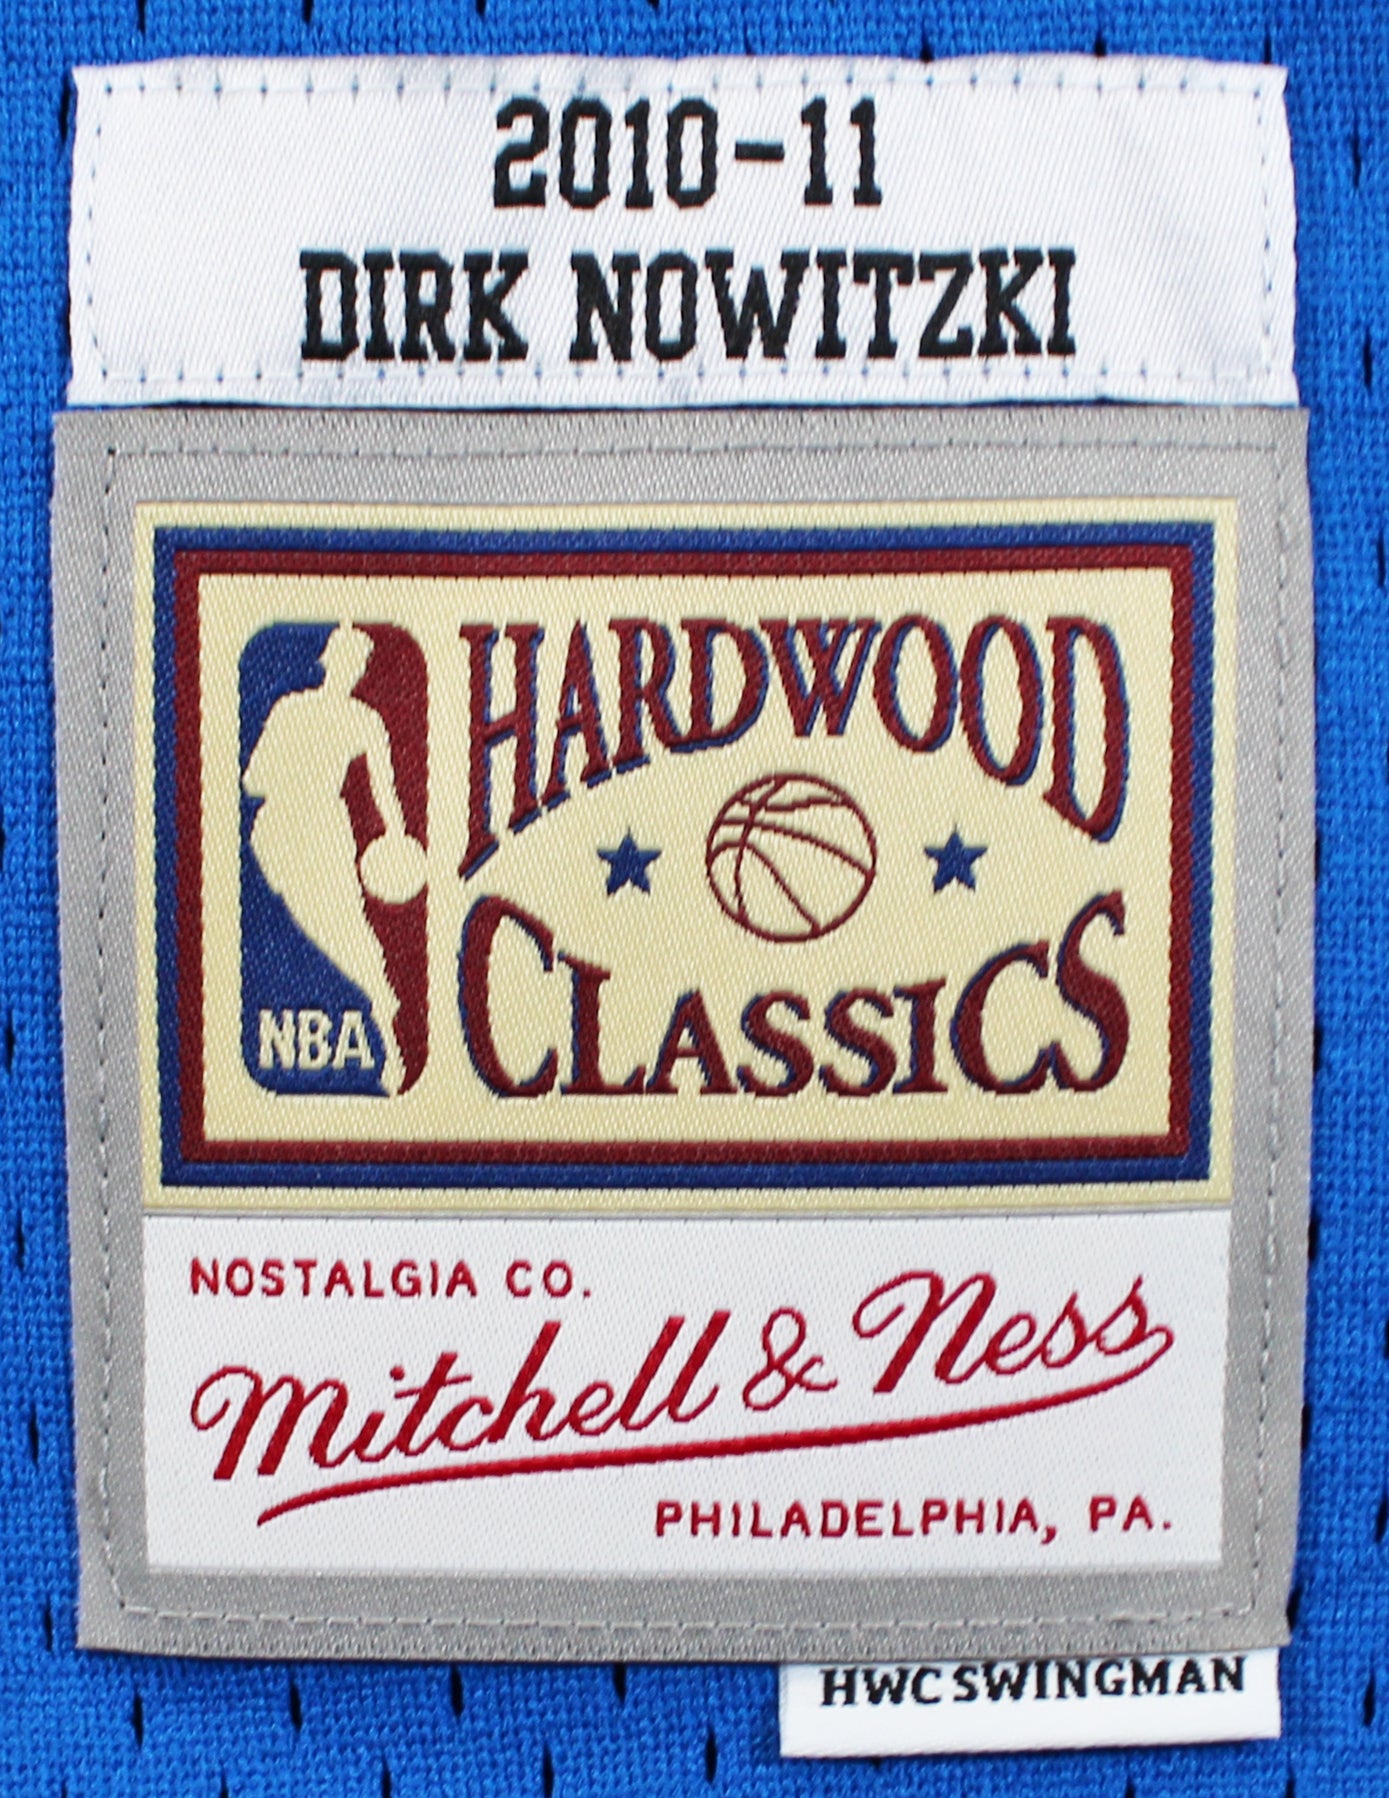 2010-11
DIRK NOWITZKI
HARDWOOD
CLASSICS
NBA
NOSTALGIA CO.
Mitchell & Ness
PHILADELPHIA, PA.
HWC SWINGMAN